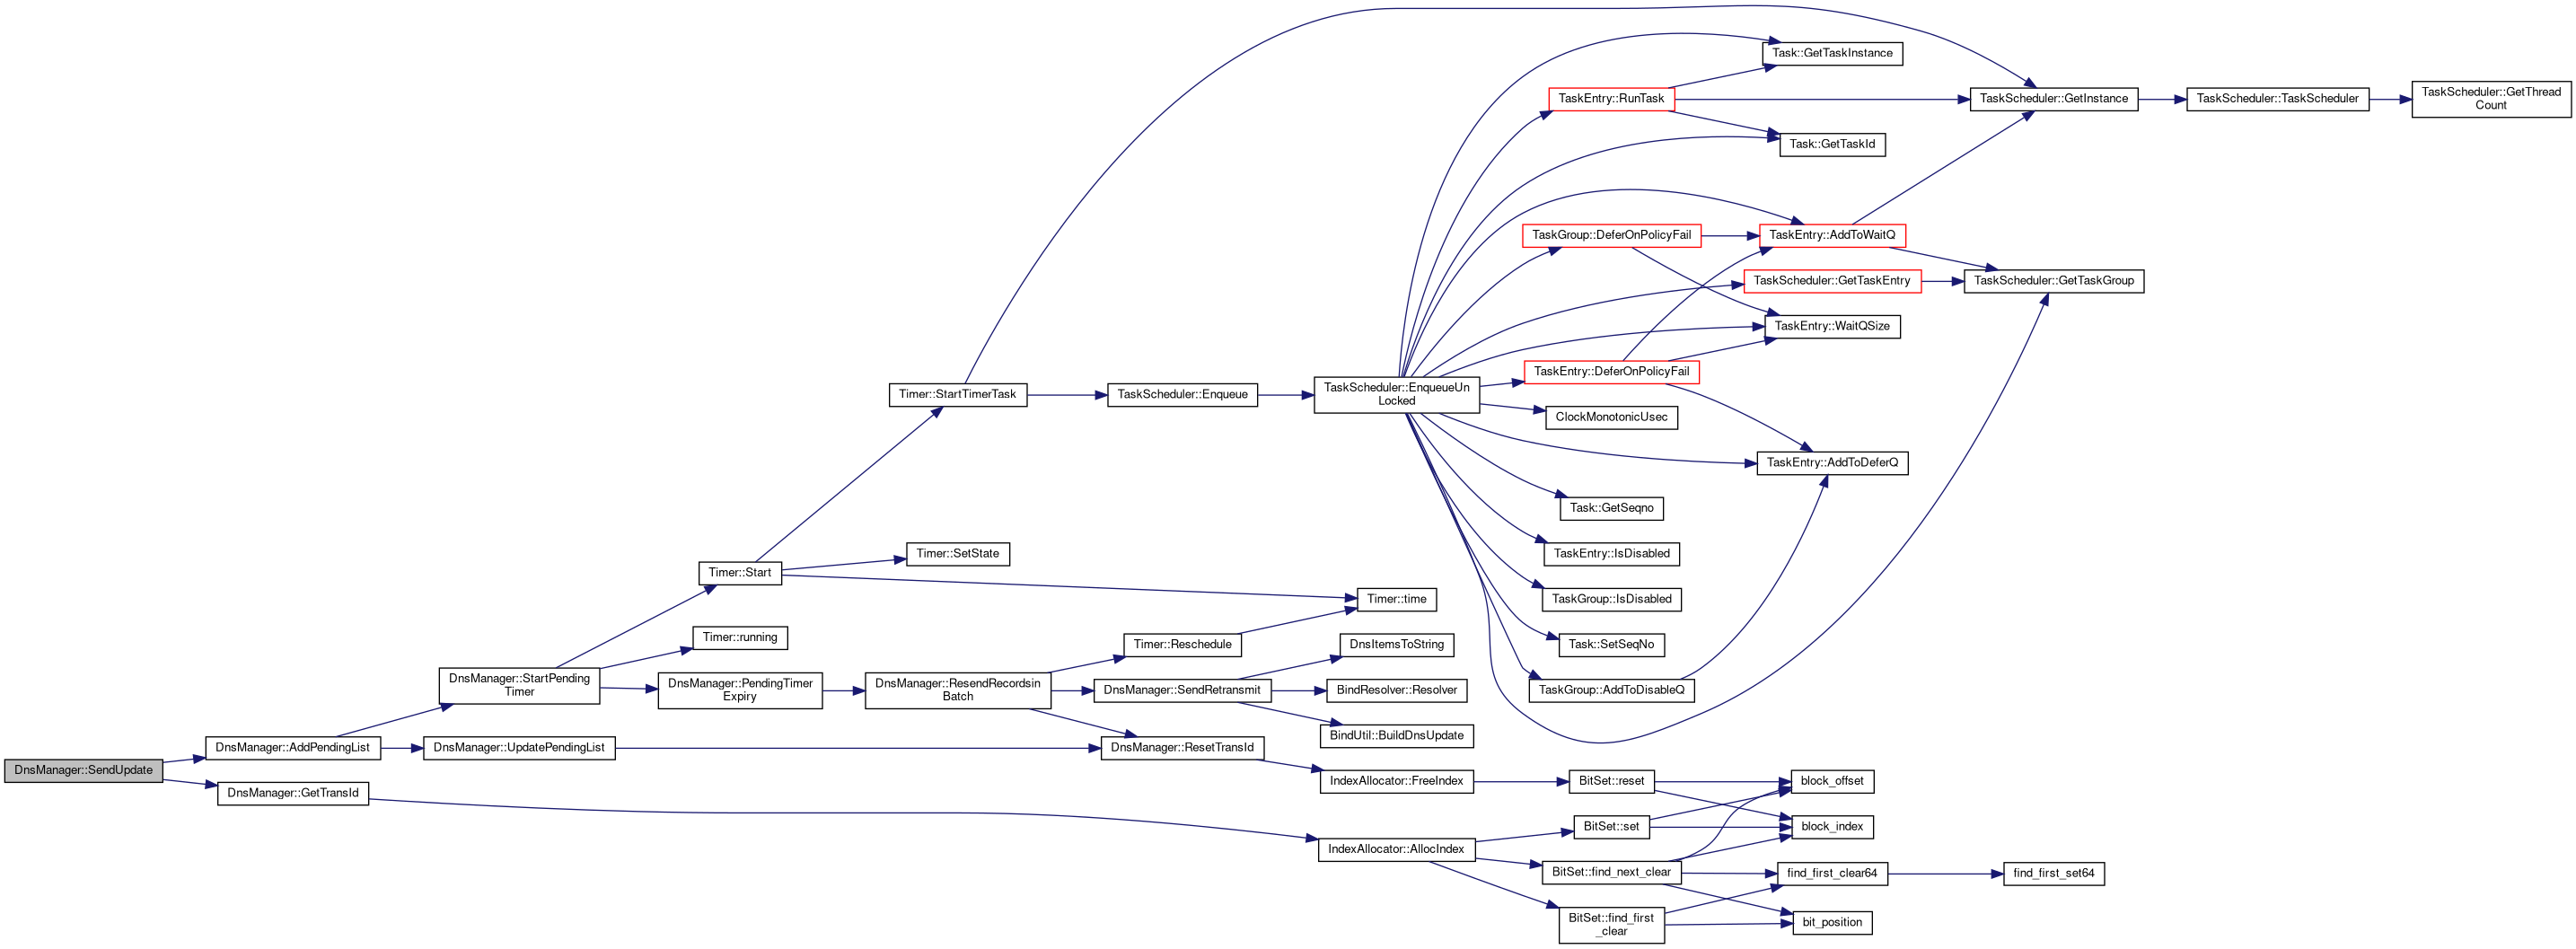 DnsManager::SendUpdate
DnsManager::AddPendingList
DnsManager::GetTransId
DnsManager::StartPending
Timer
DnsManager::UpdatePendingList
Timer::Start
Timer::running
DnsManager::PendingTimer
Expiry
Timer::StartTimerTask
Timer::SetState
DnsManager::ResendRecordsin
Batch
TaskScheduler::Enqueue
Timer::Reschedule
DnsManager::SendRetransmit
DnsManager::ResetTransId
TaskScheduler::EnqueueUn
Locked
Timer::time
DnsItemsToString
BindResolver::Resolver
BindUtil::BuildDnsUpdate
IndexAllocator::FreeIndex
IndexAllocator::AllocIndex
TaskEntry::RunTask
TaskGroup::DeferOnPolicyFail
TaskEntry::DeferOnPolicyFail
ClockMonotonicUsec
Task::GetSeqno
TaskEntry::IsDisabled
TaskGroup::IsDisabled
Task::SetSeqNo
TaskGroup::AddToDisableQ
BitSet::reset
BitSet::set
BitSet::find_next_clear
BitSet::find_first
_clear
Task::GetTaskInstance
Task::GetTaskId
TaskEntry::AddToWaitQ
TaskScheduler::GetTaskEntry
TaskEntry::WaitQSize
TaskEntry::AddToDeferQ
block_offset
block_index
find_first_clear64
bit_position
TaskScheduler::GetInstance
TaskScheduler::GetTaskGroup
find_first_set64
TaskScheduler::TaskScheduler
TaskScheduler::GetThread
Count